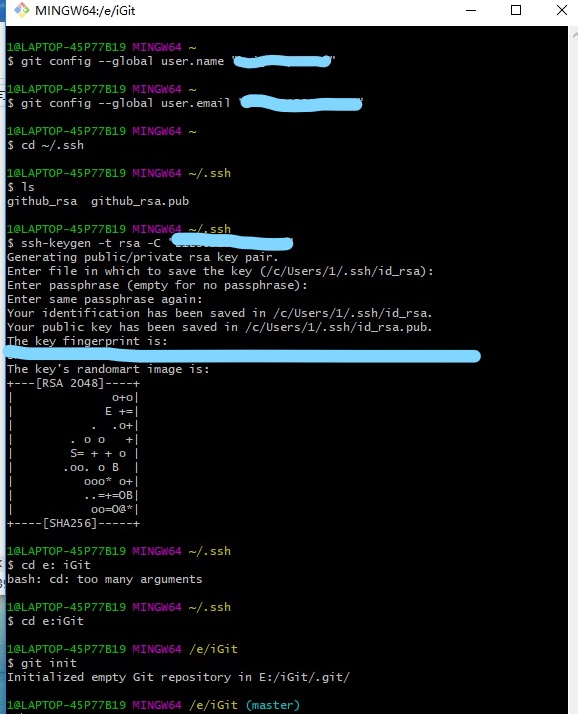 MINGW64:/e/iGit
1@LAPTOP-45P77B19 MINGW64 ~
$ git config --global user.name "
1@LAPTOP-45P77B19 MINGW64 ~
$ git config --global user.email "
1@LAPTOP-45P77B19 MINGW64 ~
$ cd ~/.ssh
1@LAPTOP-45P77B19 MINGW64 ~/.ssh
$ ls
github_rsa  github_rsa.pub
1@LAPTOP-45P77B19 MINGW64 ~/.ssh
$ ssh-keygen -t rsa -C "
Generating public/private rsa key pair.
Enter file in which to save the key (/c/Users/1/.ssh/id_rsa):
Enter passphrase (empty for no passphrase):
Enter same passphrase again:
Your identification has been saved in /c/Users/1/.ssh/id_rsa.
Your public key has been saved in /c/Users/1/.ssh/id_rsa.pub.
The key fingerprint is:
The key's randomart image is:
+---[RSA 2048]----+
|              o+o|
|             E +=|
|           .  .o+|
|        . o o   +|
|        S= + + o |
|       .oo. o B  |
|          ooo* o+|
|          ..=+=OB|
|           oo=O@*|
+----[SHA256]-----+
1@LAPTOP-45P77B19 MINGW64 ~/.ssh
$ cd e: iGit
bash: cd: too many arguments
1@LAPTOP-45P77B19 MINGW64 ~/.ssh
$ cd e:iGit
1@LAPTOP-45P77B19 MINGW64 /e/iGit
$ git init
Initialized empty Git repository in E:/iGit/.git/
1@LAPTOP-45P77B19 MINGW64 /e/iGit (master)